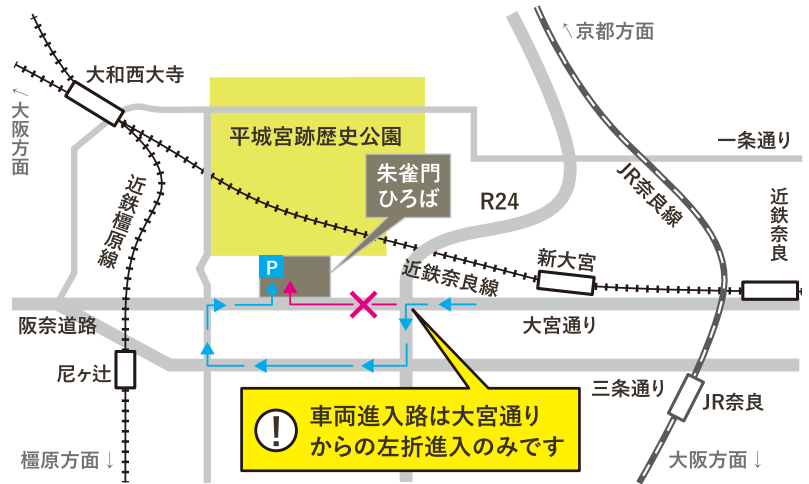 ↖京都方面
大和西大寺
←大阪方面
平城宮跡歴史公園
一条通り
朱雀門
ひろば
JR奈良線
R24
近鉄奈良
近鉄橿原線
P
近鉄奈良線
新大宮
阪奈道路
大宮通り
尼ヶ辻
三条通り
JR奈良
!
車両進入路は大宮通り
からの左折進入のみです
橿原方面↓
大阪方面↓